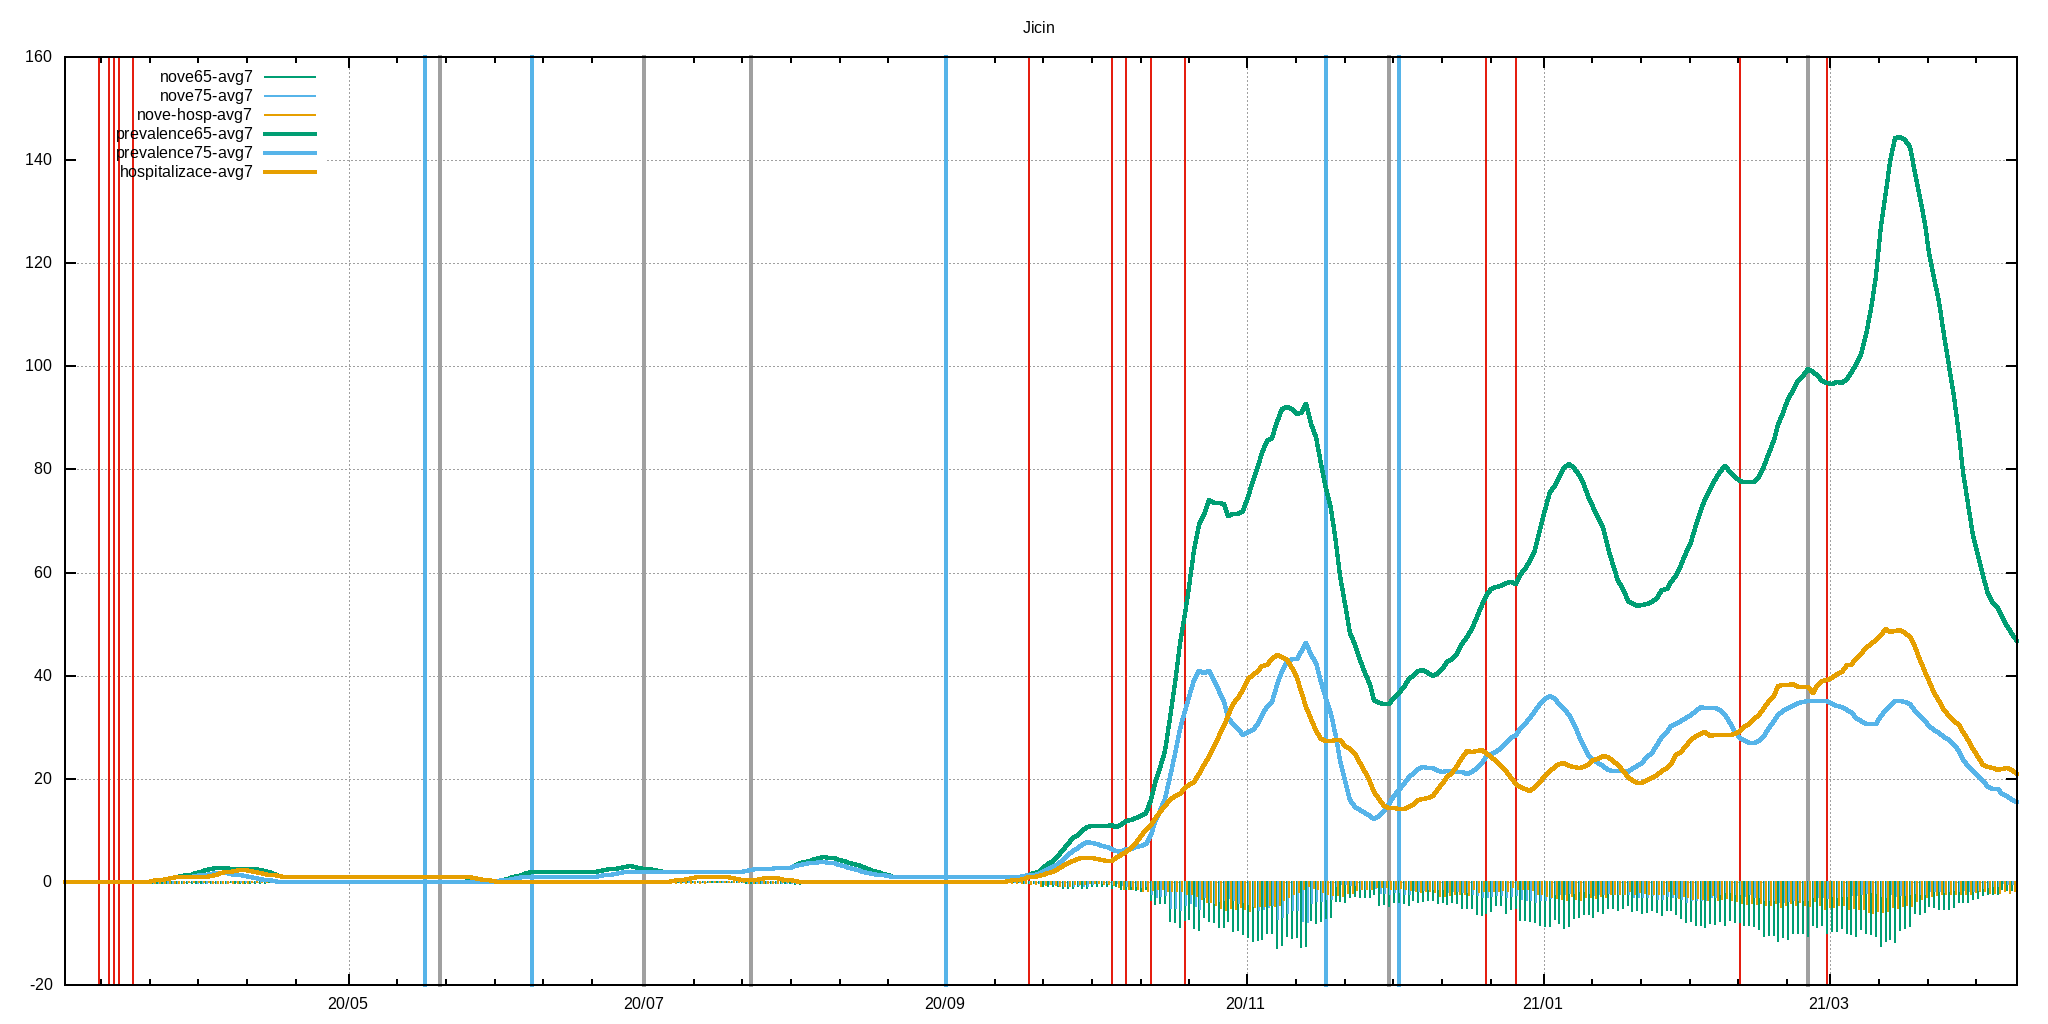 Jicin
160
140
120
100
80
60
40
20
0
-20
nove65-avg7
nove75-avg7
nove-hosp-avg7
prevalence65-avg7
prevalence75-avg7
hospitalizace-avg7
20/05 20/07 20/09 20/11 21/01 21/03